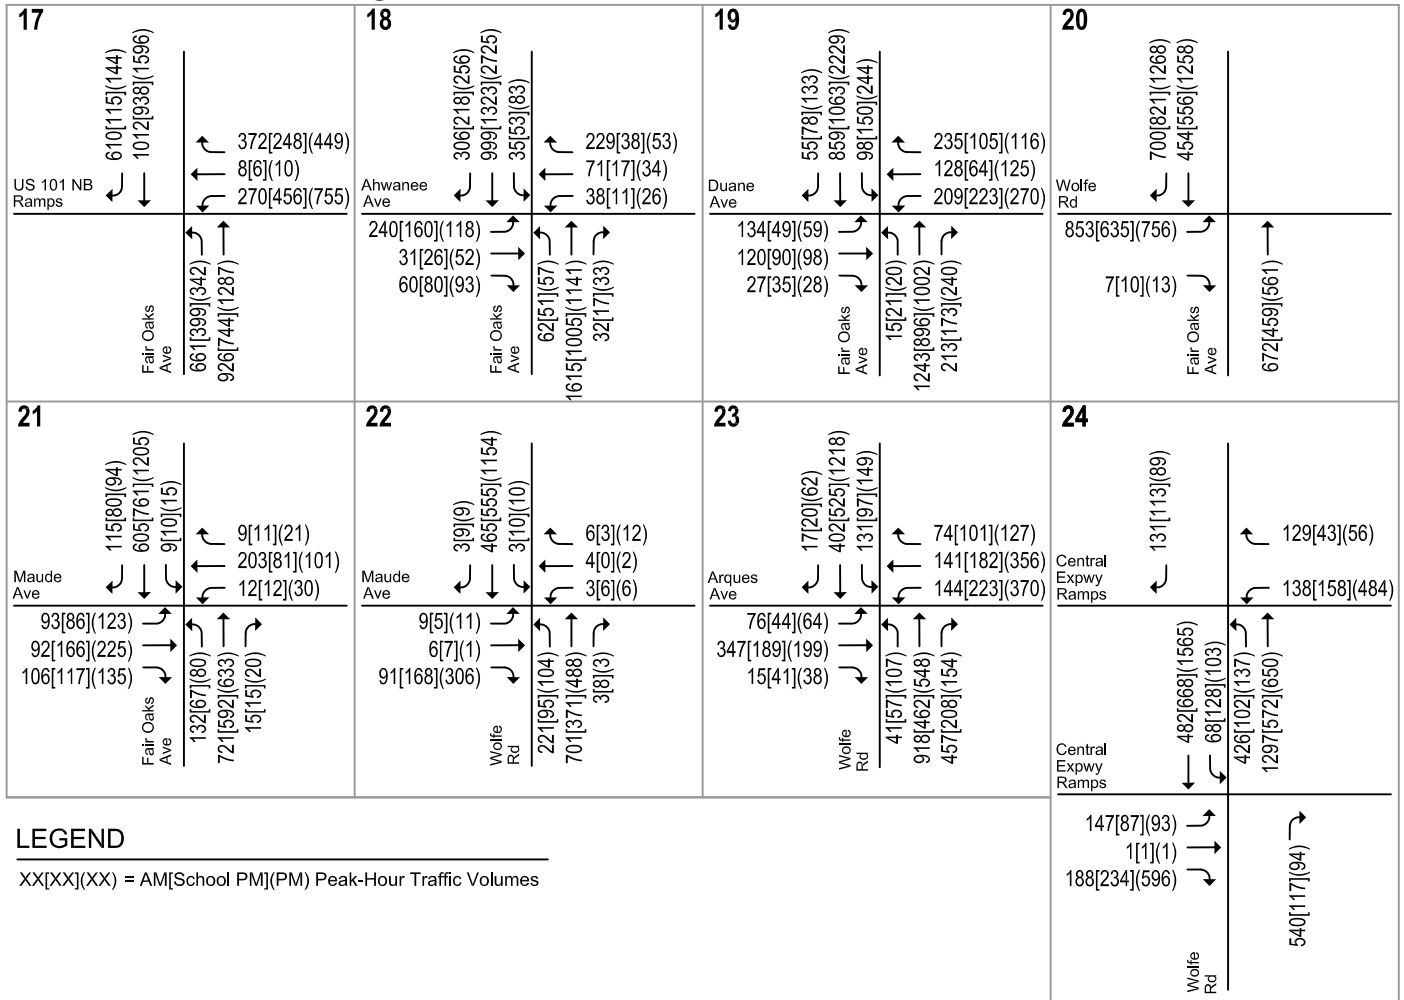 17
610[115](144)
1012[938](1596)
372[248](449)
8[6](10)
270[456](755)
US 101 NB
Ramps
Fair Oaks
Ave
661[399](342)
926[744](1287)
18
306[218](256)
999[1323](2725)
35[53](83)
229[38](53)
71[17](34)
38[11](26)
Ahwanee
Ave
240[160](118)
31[26](52)
60[80](93)
Fair Oaks
Ave
62[51](57)
1615[1005](1141)
32[17](33)
19
55[78](133)
859[1063](2229)
98[150](244)
235[105](116)
128[64](125)
209[223](270)
Duane
Ave
134[49](59)
120[90](98)
27[35](28)
Fair Oaks
Ave
15[21](20)
1243[896](1002)
213[173](240)
20
700[821](1268)
454[556](1258)
Wolfe
Rd
853[635](756)
7[10](13)
Fair Oaks
Ave
672[459](561)
21
115[80](94)
605[761](1205)
9[10](15)
9[11](21)
203[81](101)
12[12](30)
Maude
Ave
93[86](123)
92[166](225)
106[117](135)
Fair Oaks
Ave
132[67](80)
721[592](633)
15[15](20)
22
3[9](9)
465[555](1154)
3[10](10)
6[3](12)
4[0](2)
3[6](6)
Maude
Ave
9[5](11)
6[7](1)
91[168](306)
Wolfe
Rd
221[95](104)
701[371](488)
3[8](3)
23
17[20](62)
402[525](1218)
131[97](149)
74[101](127)
141[182](356)
144[223](370)
Arques
Ave
76[44](64)
347[189](199)
15[41](38)
Wolfe
Rd
41[57](107)
918[462](548)
457[208](154)
24
131[113](89)
129[43](56)
138[158](484)
Central
Expwy
Ramps
482[668](1565)
68[128](103)
426[102](137)
1297[572](650)
Central
Expwy
Ramps
147[87](93)
1[1](1)
188[234](596)
540[117](94)
Wolfe
Rd
LEGEND
XX[XX](XX) = AM[School PM](PM) Peak-Hour Traffic Volumes